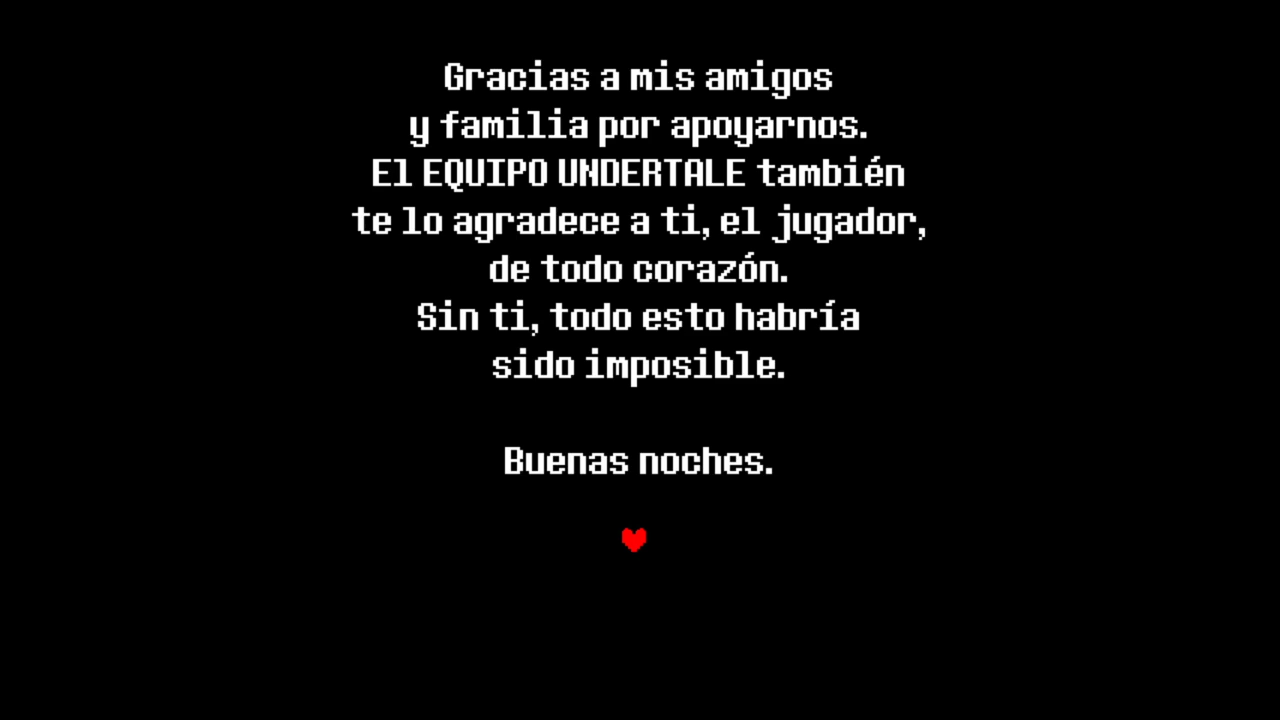 Gracias a mis amigos
y familia por apoyarnos.
El EQUIPO UNDERTALE también
te lo agradece a ti, el jugador,
de todo corazón.
Sin ti, todo esto habría
sido imposible.
Buenas noches.